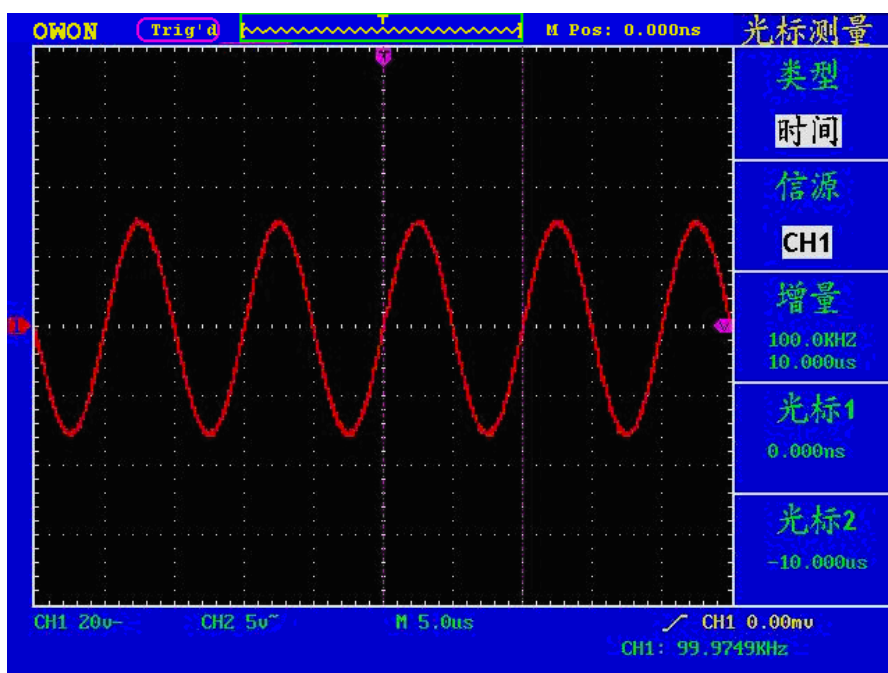 OWON Trig'd T M Pos: 0.000ns 光标测量
T
类型
时间
信源
CH1
增量
1
100.0KHZ
10.000us
光标1
0.000ns
光标2
-10.000us
CH1 20v- CH2 5v~ M 5.0us CH1 0.00mv
CH1: 99.9749KHz